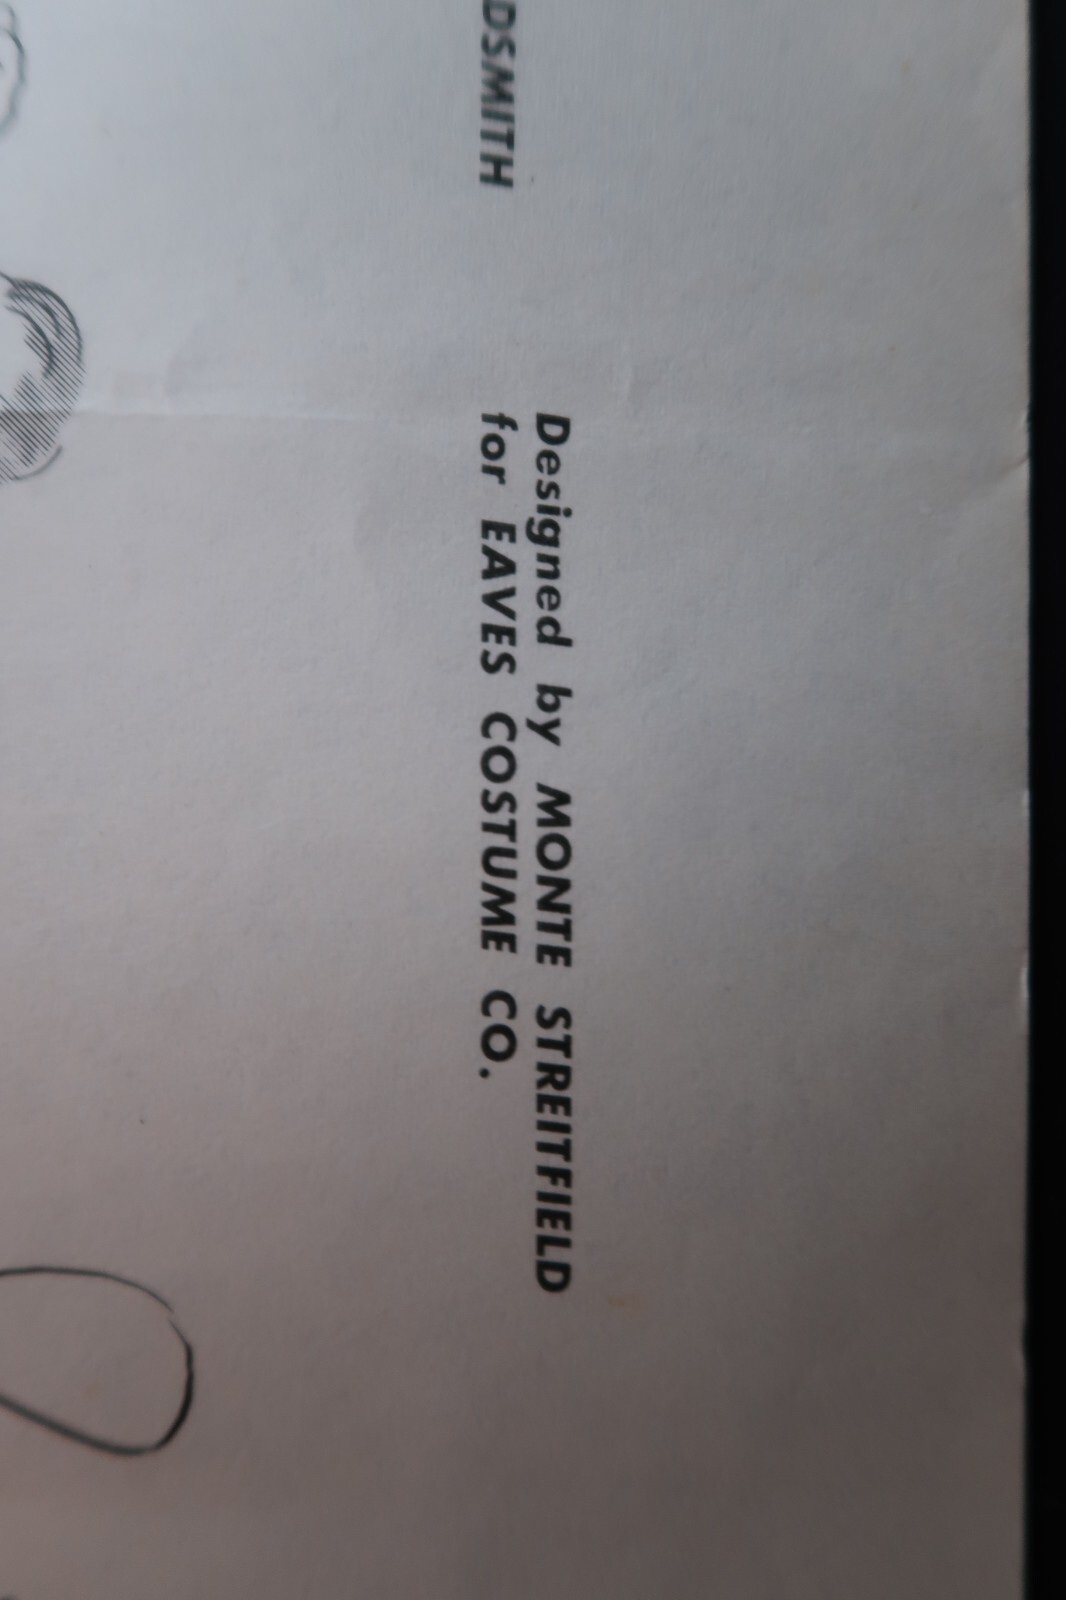 DSMITH
Designed by MONTE STREITFIELD
for EAVES COSTUME CO.